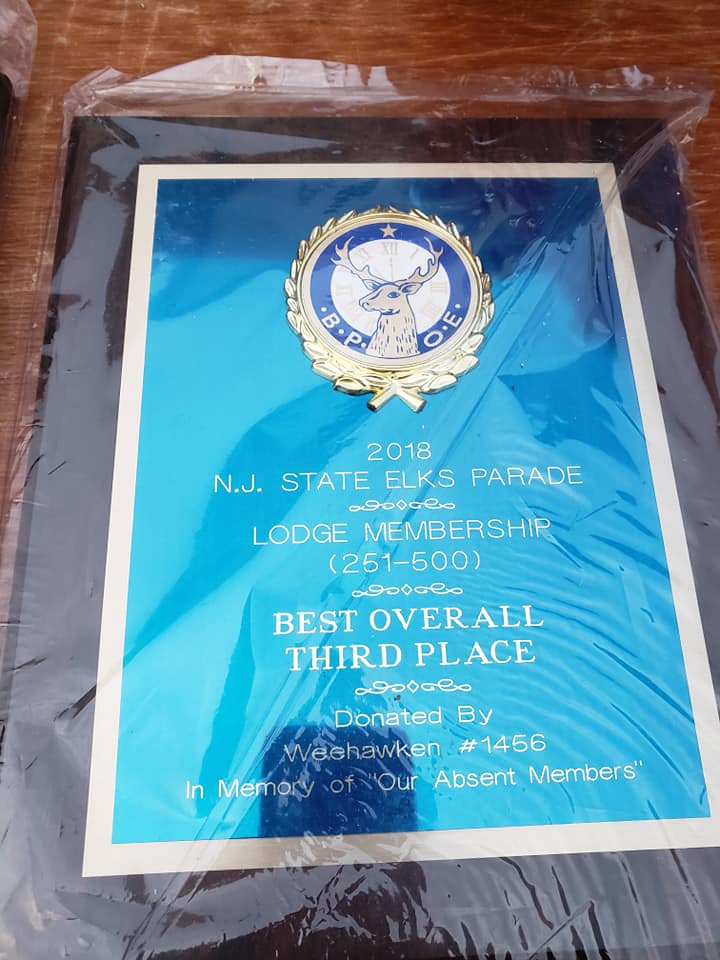 · B. P. O. E. ·
XII
2018
N.J. STATE ELKS PARADE
LODGE MEMBERSHIP
(251-500)
BEST OVERALL
THIRD PLACE
Donated By
Weehawken #1456
In Memory of "Our Absent Members"